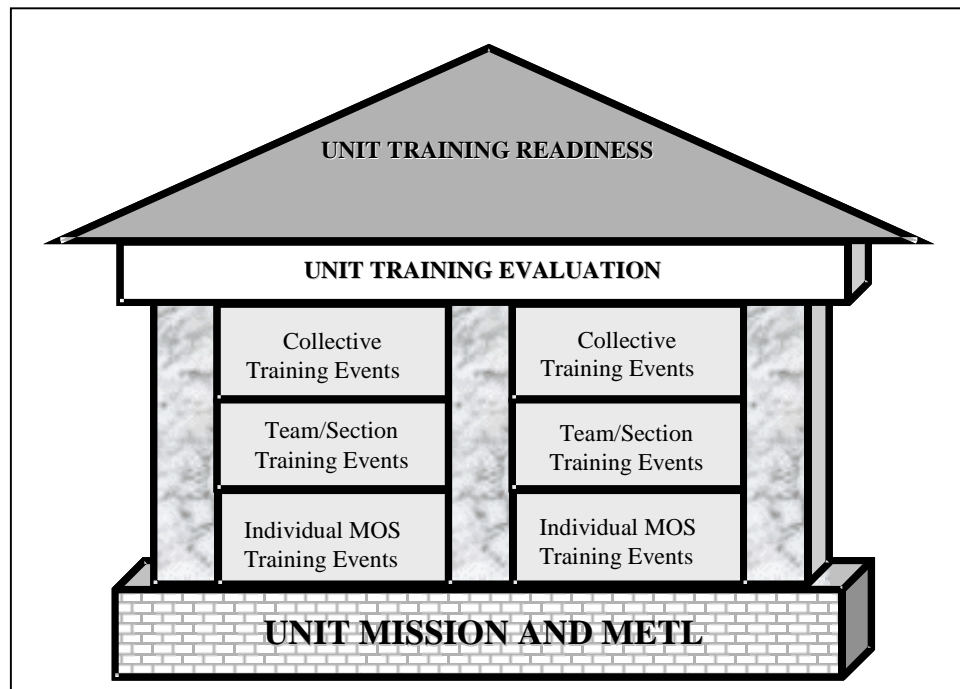 UNIT TRAINING READINESS
UNIT TRAINING EVALUATION
Collective
Training Events
Collective
Training Events
Team/Section
Training Events
Team/Section
Training Events
Individual MOS
Training Events
Individual MOS
Training Events
UNIT MISSION AND METL